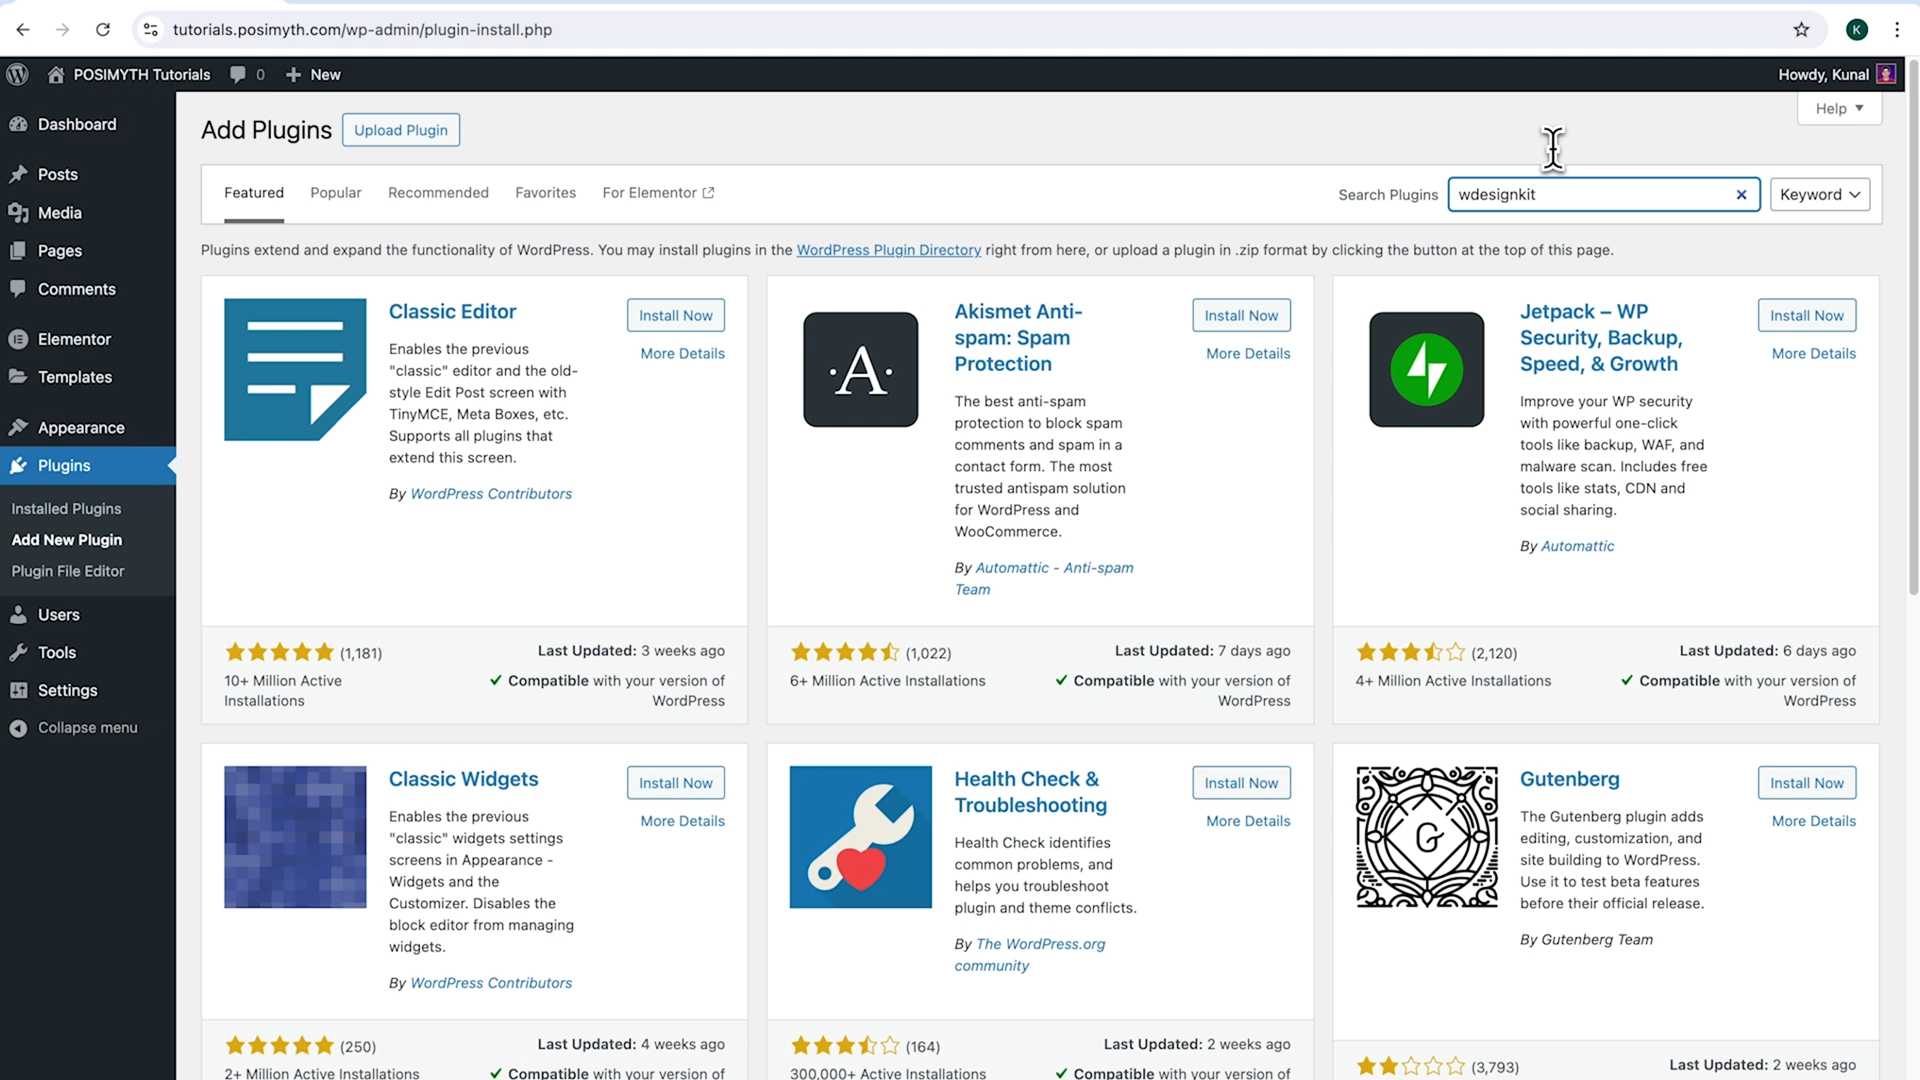 tutorials.posimyth.com/wp-admin/plugin-install.php
K
POSIMYTH Tutorials 0 New
Howdy, Kunal
Dashboard
Posts
Media
Pages
Comments
Elementor
Templates
Appearance
Plugins
Installed Plugins
Add New Plugin
Plugin File Editor
Users
Tools
Settings
Collapse menu
Help
Add Plugins
Upload Plugin
Featured Popular Recommended Favorites For Elementor
Search Plugins wdesignkit Keyword
Plugins extend and expand the functionality of WordPress. You may install plugins in the WordPress Plugin Directory right from here, or upload a plugin in .zip format by clicking the button at the top of this page.
Classic Editor
Install Now
More Details
Enables the previous
"classic" editor and the old-
style Edit Post screen with
TinyMCE, Meta Boxes, etc.
Supports all plugins that
extend this screen.
By WordPress Contributors
(1,181)
10+ Million Active
Installations
Last Updated: 3 weeks ago
Compatible with your version of
WordPress
A
Akismet Anti-
spam: Spam
Protection
Install Now
More Details
The best anti-spam
protection to block spam
comments and spam in a
contact form. The most
trusted antispam solution
for WordPress and
WooCommerce.
By Automattic - Anti-spam
Team
(1,022)
6+ Million Active Installations
Last Updated: 7 days ago
Compatible with your version of
WordPress
Jetpack – WP
Security, Backup,
Speed, & Growth
Install Now
More Details
Improve your WP security
with powerful one-click
tools like backup, WAF, and
malware scan. Includes free
tools like stats, CDN and
social sharing.
By Automattic
(2,120)
4+ Million Active Installations
Last Updated: 6 days ago
Compatible with your version of
WordPress
Classic Widgets
Install Now
More Details
Enables the previous
"classic" widgets settings
screens in Appearance -
Widgets and the
Customizer. Disables the
block editor from managing
widgets.
By WordPress Contributors
(250)
2+ Million Active Installations
Last Updated: 4 weeks ago
Compatible with your version of
Health Check &
Troubleshooting
Install Now
More Details
Health Check identifies
common problems, and
helps you troubleshoot
plugin and theme conflicts.
By The WordPress.org
community
(164)
300,000+ Active Installations
Last Updated: 2 weeks ago
Compatible with your version of
G
Gutenberg
Install Now
More Details
The Gutenberg plugin adds
editing, customization, and
site building to WordPress.
Use it to test beta features
before their official release.
By Gutenberg Team
(3,793)
Last Updated: 2 weeks ago